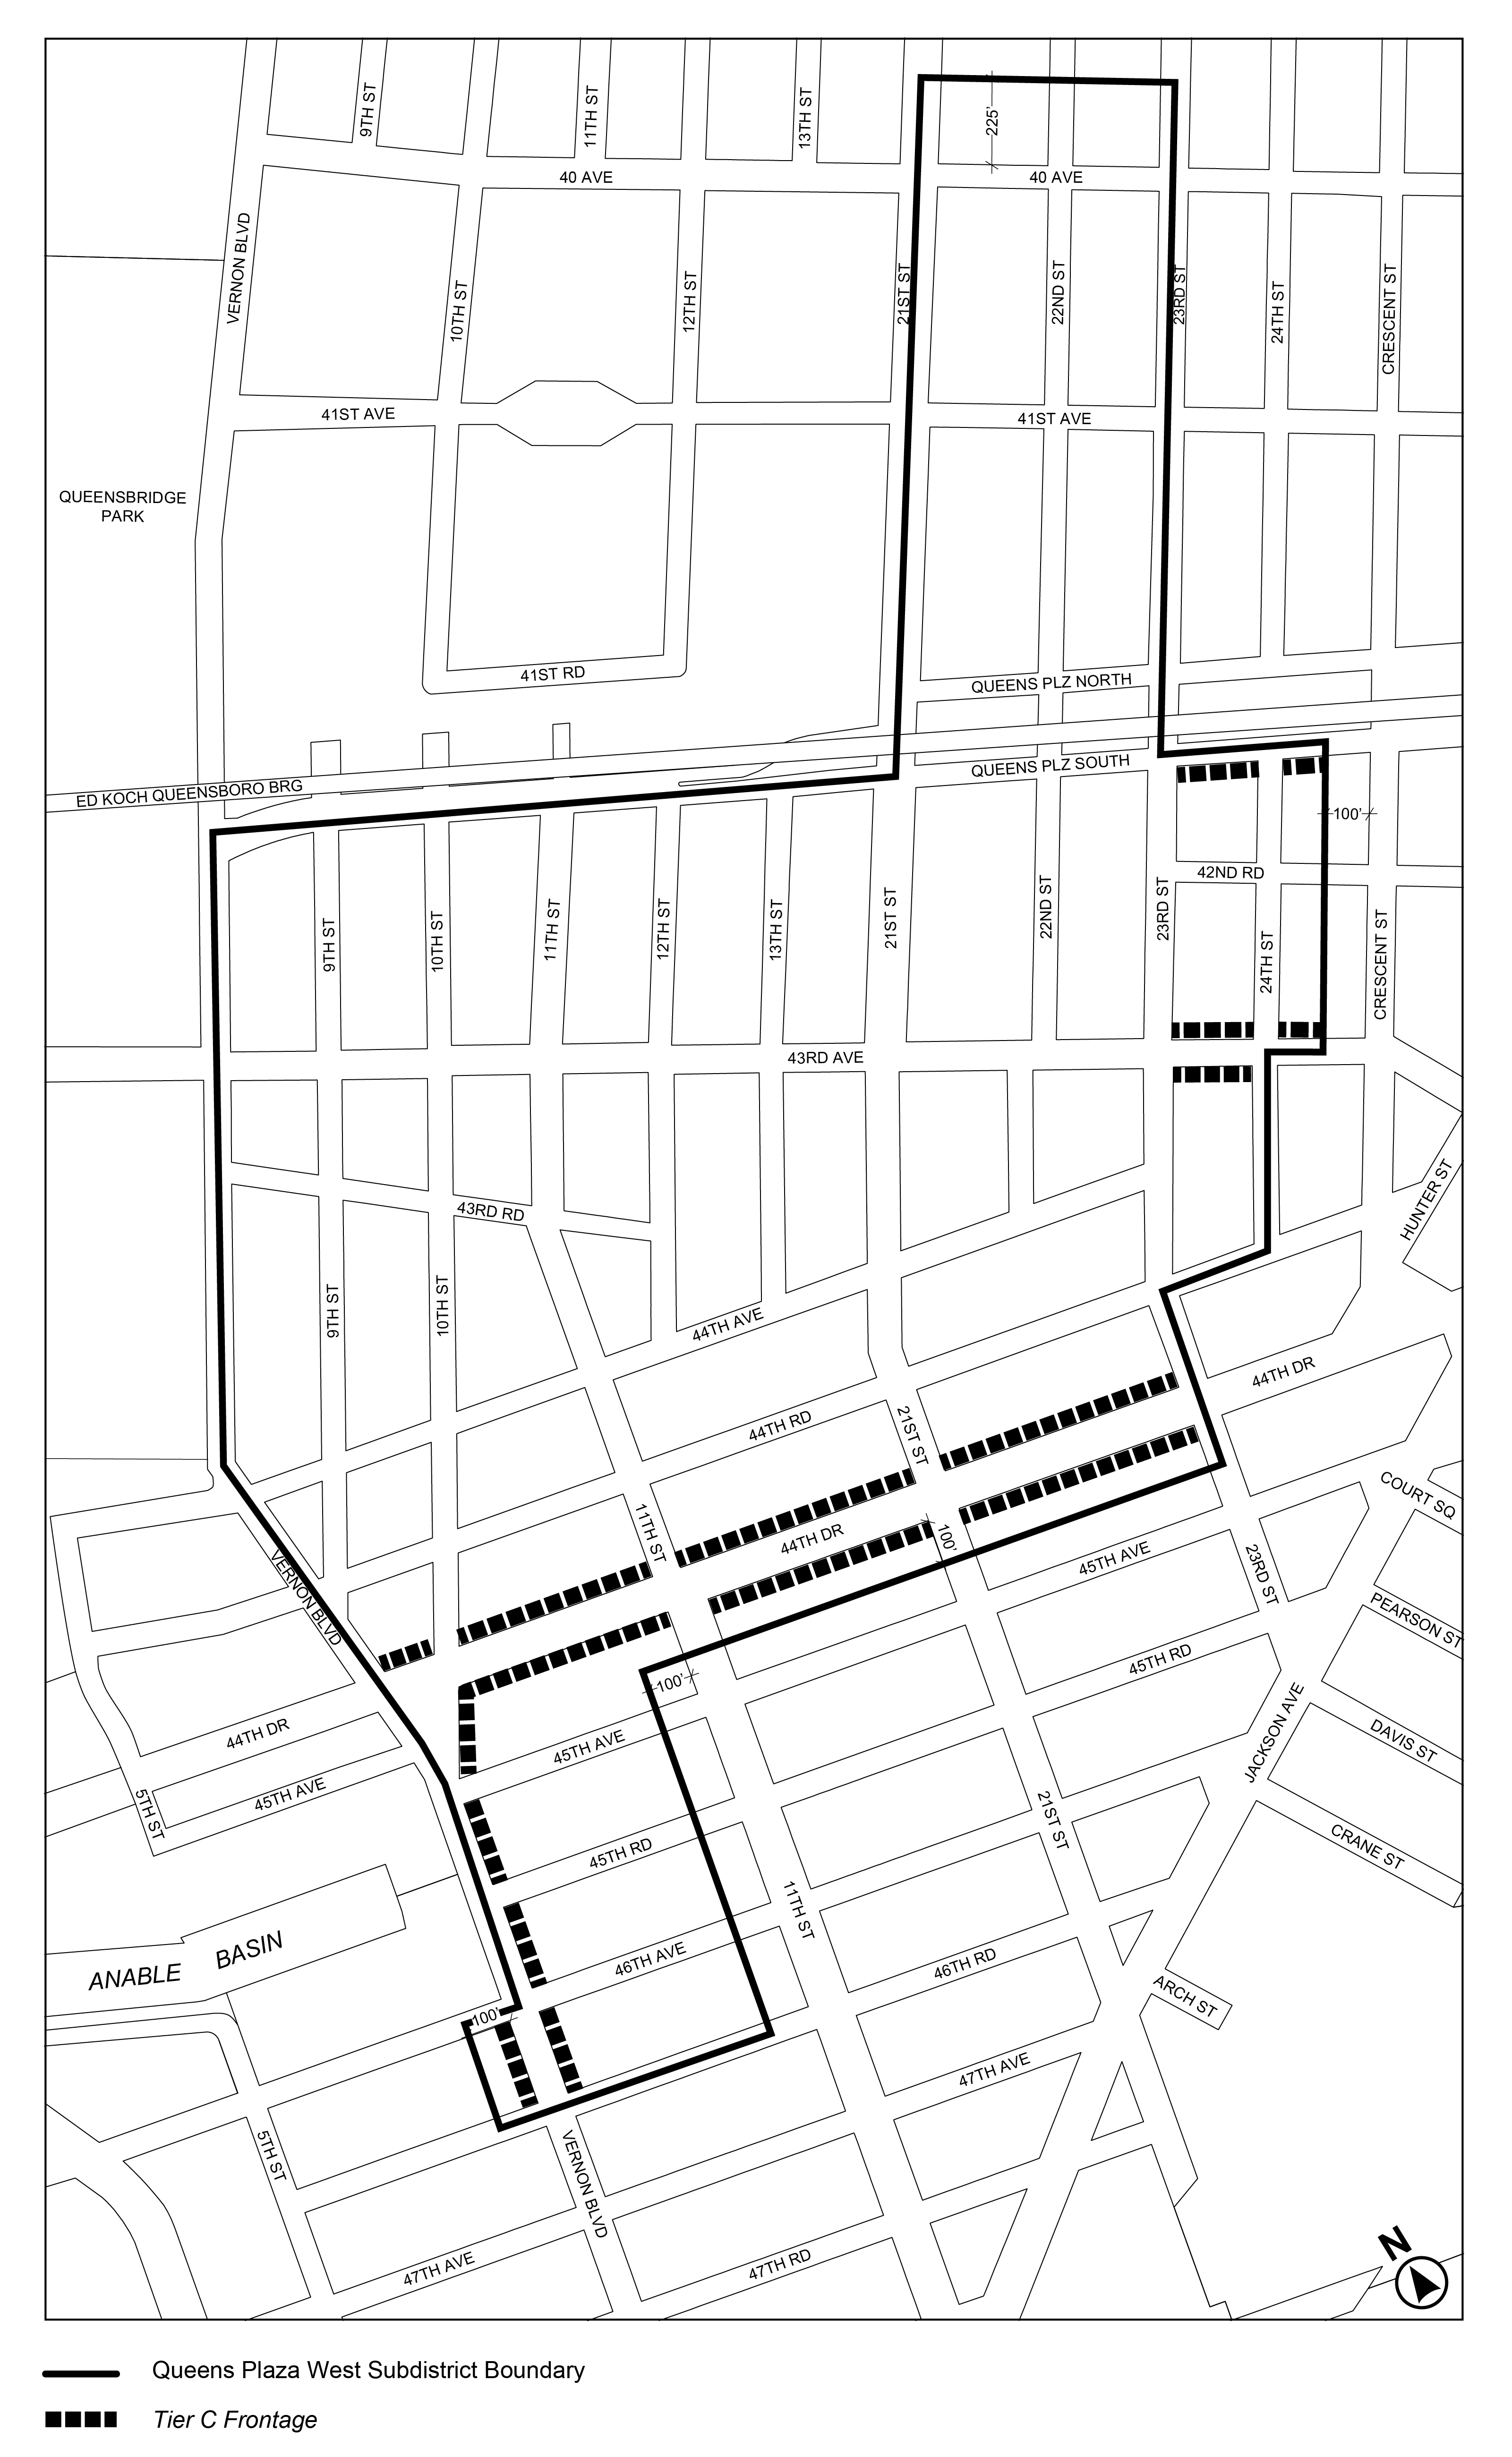 9TH ST
11TH ST
13TH ST
225'
40 AVE
40 AVE
VERNON BLVD
10TH ST
12TH ST
21ST ST
22ND ST
23RD ST
24TH ST
CRESCENT ST
41ST AVE
41ST AVE
QUEENSBRIDGE
PARK
41ST RD
QUEENS PLZ NORTH
QUEENS PLZ SOUTH
ED KOCH QUEENSBORO BRG
100'
42ND RD
9TH ST
10TH ST
11TH ST
12TH ST
13TH ST
21ST ST
22ND ST
23RD ST
24TH ST
CRESCENT ST
43RD AVE
HUNTER ST
43RD RD
9TH ST
10TH ST
44TH AVE
44TH DR
44TH RD
21ST ST
COURT SQ
11TH ST
44TH DR
100'
45TH AVE
23RD ST
VERNON BLVD
PEARSON ST
45TH RD
100'
44TH DR
45TH AVE
JACKSON AVE
DAVIS ST
45TH AVE
5TH ST
21ST ST
CRANE ST
45TH RD
11TH ST
ANABLE BASIN
46TH AVE
46TH RD
ARCH ST
100'
47TH AVE
5TH ST
VERNON BLVD
47TH AVE
47TH RD
N
Queens Plaza West Subdistrict Boundary
Tier C Frontage